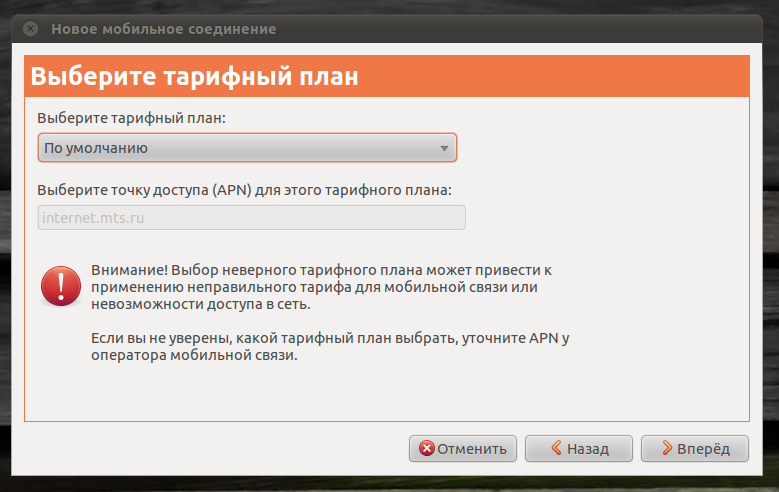 Новое мобильное соединение
Выберите тарифный план
Выберите тарифный план:
По умолчанию
Выберите точку доступа (APN) для этого тарифного плана:
internet.mts.ru
Внимание! Выбор неверного тарифного плана может привести к
применению неправильного тарифа для мобильной связи или
невозможности доступа в сеть.
Если вы не уверены, какой тарифный план выбрать, уточните APN у
оператора мобильной связи.
Отменить
Назад
Вперёд